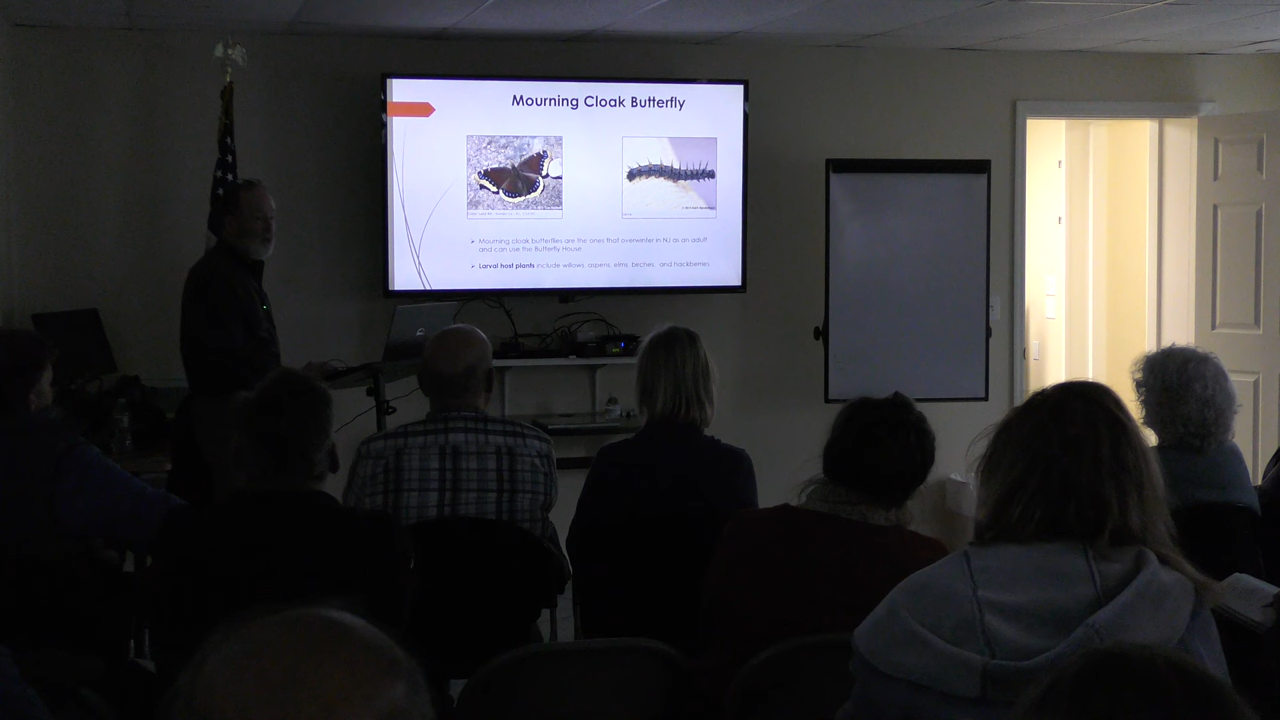 Mourning Cloak Butterfly
Mourning cloak butterflies are the ones that overwinter in NJ as an adult
and can use the Butterfly House
Larval host plants include willows, aspens, elms, birches, and hackberries